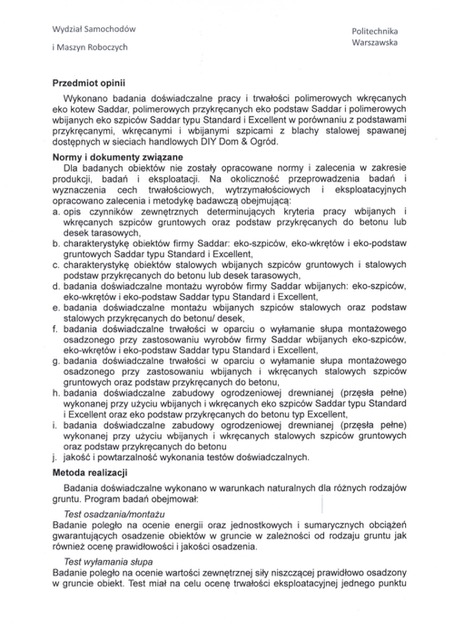 Wydział Samochodów
i Maszyn Roboczych
Politechnika
Warszawska
Przedmiot opinii
Wykonano badania doświadczalne pracy i trwałości polimerowych wkręcanych
eko kotew Saddar, polimerowych przykręcanych eko podstaw Saddar i polimerowych
wbijanych eko szpiców Saddar typu Standard i Excellent w porównaniu z podstawami
przykręcanymi, wkręcanymi i wbijanymi szpicami z blachy stalowej spawanej
dostępnych w sieciach handlowych DIY Dom & Ogród.
Normy i dokumenty związane
Dla badanych obiektów nie zostały opracowane normy i zalecenia w zakresie
produkcji, badań i eksploatacji. Na okoliczność przeprowadzenia badań i
wyznaczenia cech trwałościowych, wytrzymałościowych i eksploatacyjnych
opracowano zalecenia i metodykę badawczą obejmującą:
a. opis czynników zewnętrznych determinujących kryteria pracy wbijanych i
wkręcanych szpiców gruntowych oraz podstaw przykręcanych do betonu lub
desek tarasowych,
b. charakterystykę obiektów firmy Saddar: eko-szpiców, eko-wkrętów i eko-podstaw
gruntowych Saddar typu Standard i Excellent,
c. charakterystykę obiektów stalowych wbijanych szpiców gruntowych i stalowych
podstaw przykręcanych do betonu lub desek tarasowych,
d. badania doświadczalne montażu wyrobów firmy Saddar wbijanych: eko-szpiców,
eko-wkrętów i eko-podstaw Saddar typu Standard i Excellent,
e. badania doświadczalne montażu wbijanych szpiców stalowych oraz podstaw
stalowych przykręcanych do betonu/ desek,
f. badania doświadczalne trwałości w oparciu o wyłamanie słupa montażowego
osadzonego przy zastosowaniu wyrobów firmy Saddar wbijanych eko-szpiców,
eko-wkrętów i eko-podstaw Saddar typu Standard i Excellent,
g. badania doświadczalne trwałości w oparciu o wyłamanie słupa montażowego
osadzonego przy zastosowaniu wbijanych i wkręcanych stalowych szpiców
gruntowych oraz podstaw przykręcanych do betonu,
h. badania doświadczalne zabudowy ogrodzeniowej drewnianej (przęsła pełne)
wykonanej przy użyciu wbijanych i wkręcanych eko szpiców Saddar typu Standard
i Excellent oraz eko podstaw przykręcanych do betonu typ Excellent,
i. badania doświadczalne zabudowy ogrodzeniowej drewnianej (przęsła pełne)
wykonanej przy użyciu wbijanych i wkręcanych stalowych szpiców gruntowych
oraz podstaw przykręcanych do betonu
j. jakość i powtarzalność wykonania testów doświadczalnych.
Metoda realizacji
Badania doświadczalne wykonano w warunkach naturalnych dla różnych rodzajów
gruntu. Program badań obejmował:
Test osadzania/montażu
Badanie poległo na ocenie energii oraz jednostkowych i sumarycznych obciążeń
gwarantujących osadzenie obiektów w gruncie w zależności od rodzaju gruntu jak
również ocenę prawidłowości i jakości osadzenia.
Test wyłamania słupa
Badanie poległo na ocenie wartości zewnętrznej siły niszczącej prawidłowo osadzony
w gruncie obiekt. Test miał na celu ocenę trwałości eksploatacyjnej jednego punktu